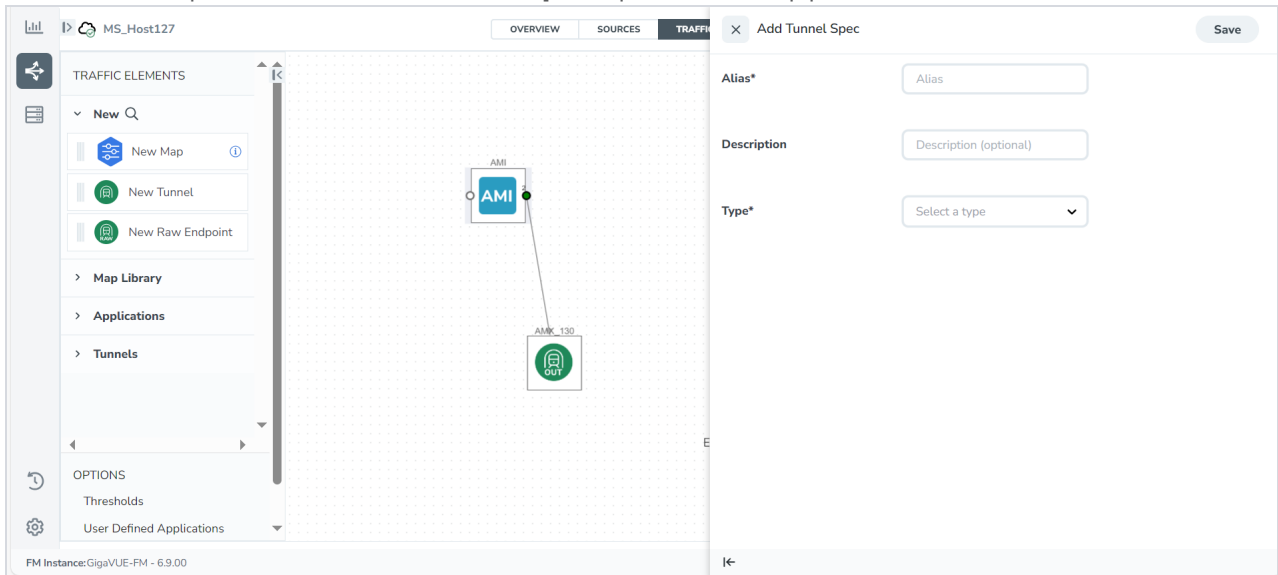 MS_Host127
OVERVIEW
SOURCES
TRAFFI
Add Tunnel Spec
Save
TRAFFIC ELEMENTS
New
New Map
New Tunnel
RAW
New Raw Endpoint
Map Library
Applications
Tunnels
OPTIONS
Thresholds
User Defined Applications
AMI
AMI
2
AMX_130
OUT
E
Alias*
Alias
Description
Description (optional)
Type*
Select a type
FM Instance:GigaVUE-FM - 6.9.00